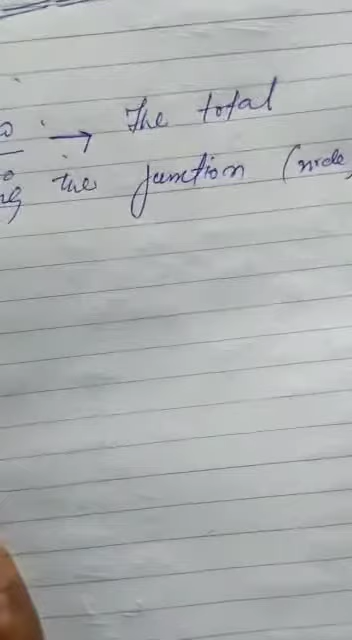 → The total
the junction (node